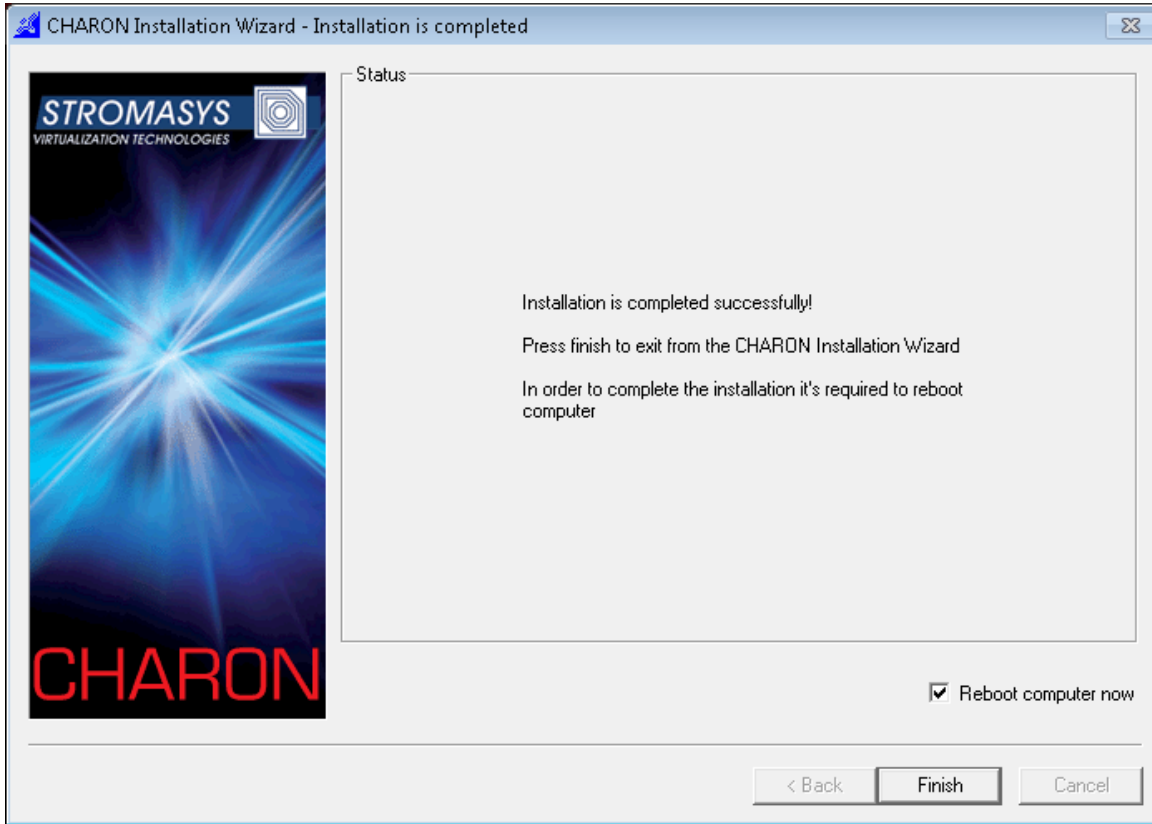 CHARON Installation Wizard - Installation is completed
STROMASYS
VIRTUALIZATION TECHNOLOGIES
CHARON
Status
Installation is completed successfully!
Press finish to exit from the CHARON Installation Wizard
In order to complete the installation it's required to reboot
computer
Reboot computer now
< Back
Finish
Cancel